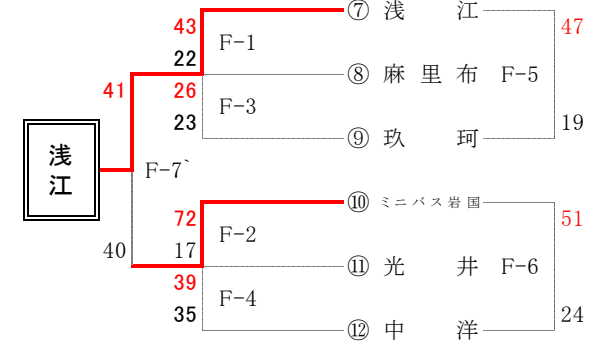 43 ⑦ 浅江 47
F-1
22
41 26 ⑧ 麻里布 F-5
F-3
23 19
⑨ 玖珂
浅江
F-7`
72 ⑩ ミニバス岩国 51
F-2
40 17
39 ⑪ 光井 F-6
F-4
35 24
⑫ 中洋